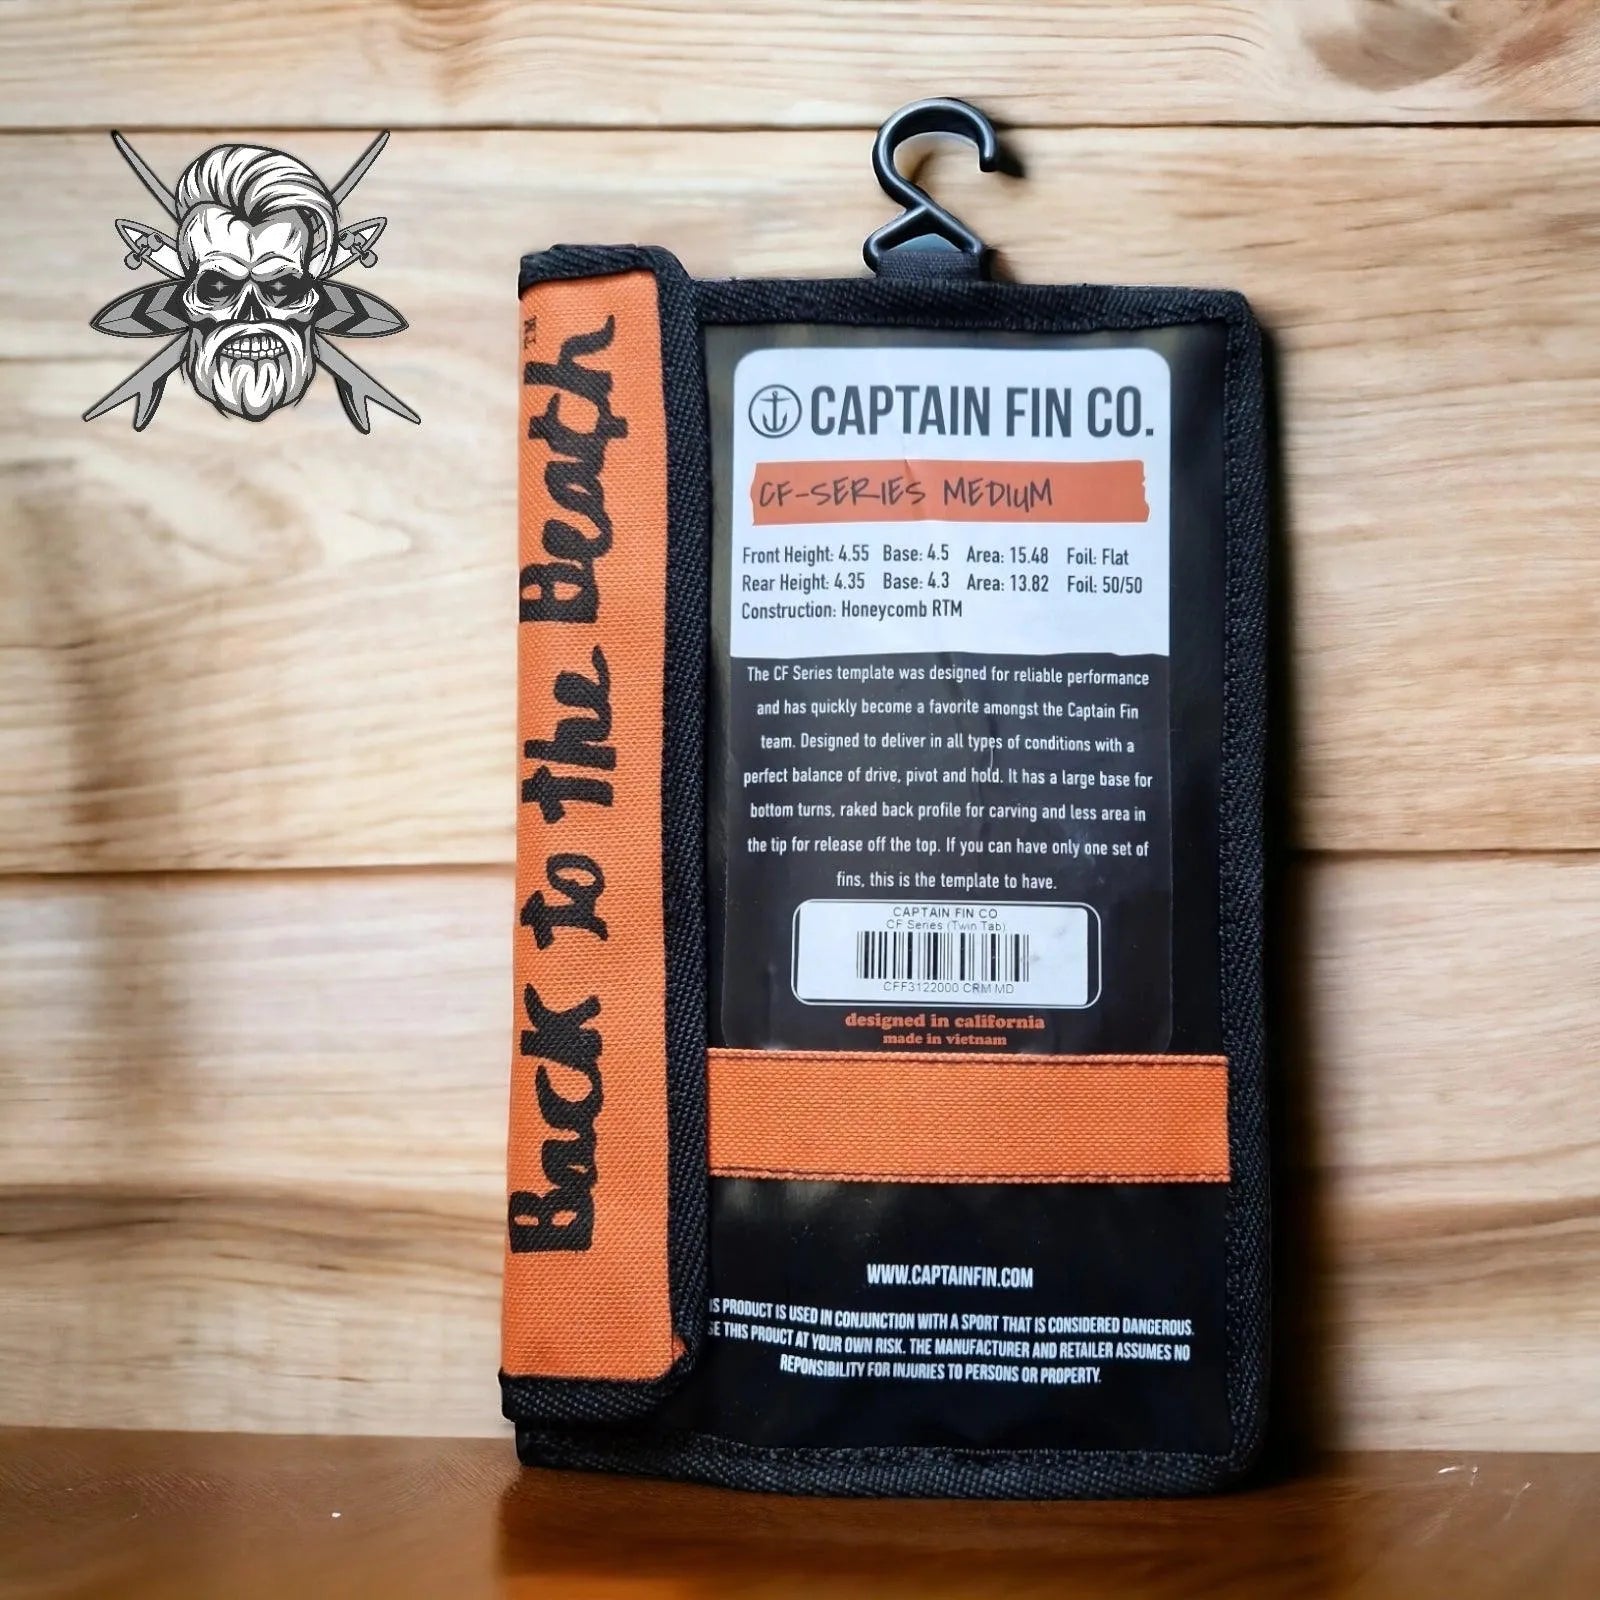 Back to the Beach
TM
CAPTAIN FIN CO.
CF-SERIES MEDIUM
Front Height: 4.55 Base: 4.5 Area: 15.48 Foil: Flat
Rear Height: 4.35 Base: 4.3 Area: 13.82 Foil: 50/50
Construction: Honeycomb RTM
The CF Series template was designed for reliable performance
and has quickly become a favorite amongst the Captain Fin
team. Designed to deliver in all types of conditions with a
perfect balance of drive, pivot and hold. It has a large base for
bottom turns, raked back profile for carving and less area in
the tip for release off the top. If you can have only one set of
fins, this is the template to have.
CAPTAIN FIN CO
CF Series (Twin Tab)
CFF3122000 CRM MD
designed in california
made in vietnam
WWW.CAPTAINFIN.COM
IS PRODUCT IS USED IN CONJUNCTION WITH A SPORT THAT IS CONSIDERED DANGEROUS.
SE THIS PROUCT AT YOUR OWN RISK. THE MANUFACTURER AND RETAILER ASSUMES NO
REPONSIBILITY FOR INJURIES TO PERSONS OR PROPERTY.